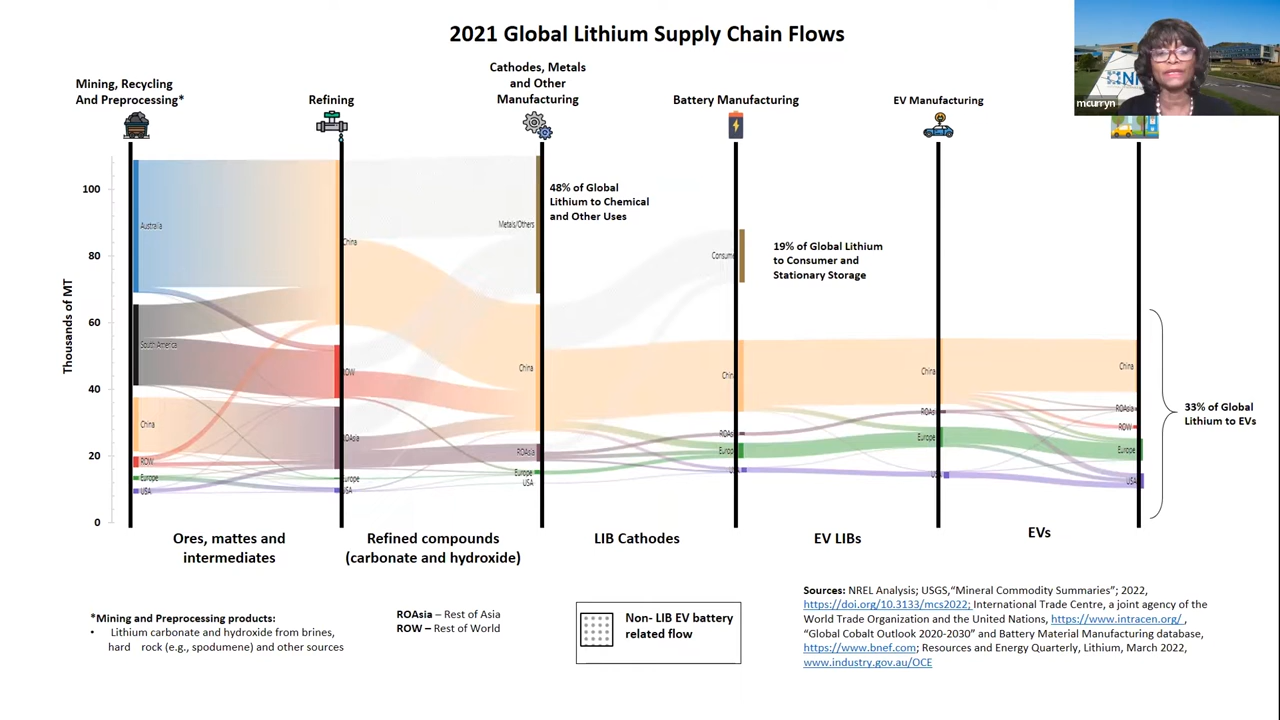 2021 Global Lithium Supply Chain Flows
Mining, Recycling
And Preprocessing*
Refining
Cathodes, Metals
and Other
Manufacturing
Battery Manufacturing
EV Manufacturing
mcurryn
Thousands of MT
100
80
60
40
20
0
Australia
South America
China
ROW
Europe
USA
China
ROW
ROAsia
Europe
USA
Metals/Others
China
ROAsia
Europe
USA
48% of Global
Lithium to Chemical
and Other Uses
19% of Global Lithium
to Consumer and
Stationary Storage
China
Europe
China
Europe
China
ROAsia
ROW
Europe
USA
33% of Global
Lithium to EVs
Ores, mattes and
intermediates
Refined compounds
(carbonate and hydroxide)
LIB Cathodes
EV LIBs
EVs
*Mining and Preprocessing products:
• Lithium carbonate and hydroxide from brines,
hard rock (e.g., spodumene) and other sources
ROAsia – Rest of Asia
ROW – Rest of World
Non- LIB EV battery
related flow
Sources: NREL Analysis; USGS,“Mineral Commodity Summaries”; 2022,
https://doi.org/10.3133/mcs2022; International Trade Centre, a joint agency of the
World Trade Organization and the United Nations, https://www.intracen.org/ ,
“Global Cobalt Outlook 2020-2030” and Battery Material Manufacturing database,
https://www.bnef.com; Resources and Energy Quarterly, Lithium, March 2022,
www.industry.gov.au/OCE